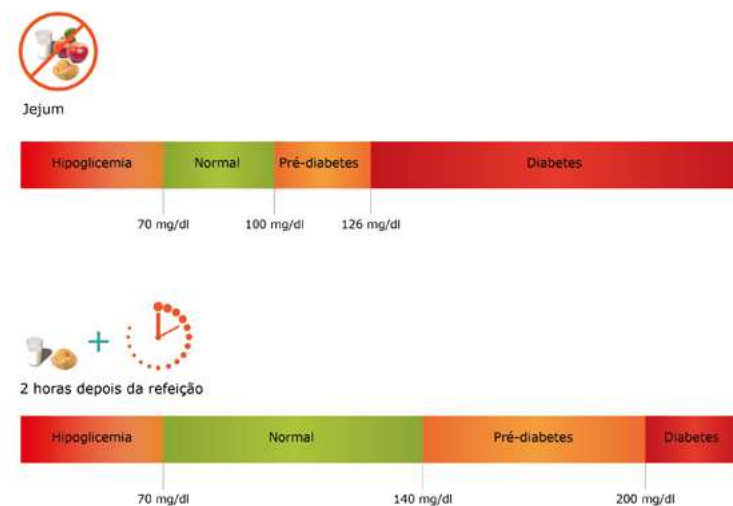 Jejum
Hipoglicemia Normal Pré-diabetes Diabetes
70 mg/dl 100 mg/dl 126 mg/dl
2 horas depois da refeição
Hipoglicemia Normal Pré-diabetes Diabetes
70 mg/dl 140 mg/dl 200 mg/dl